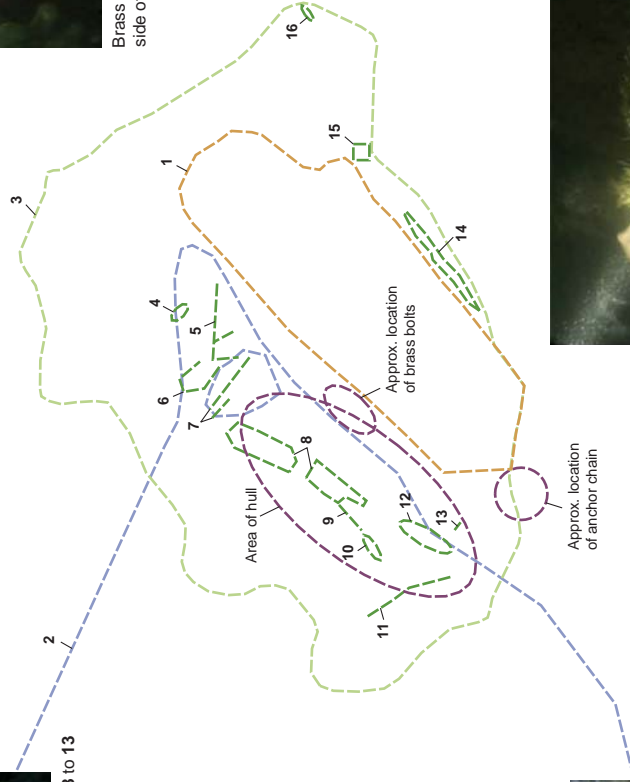 Brass
side of
16
15
1
3
14
4
5
Approx. location
of brass bolts
6
7
8
Area of hull
9
12
13
10
Approx. location
of anchor chain
11
2
to 13